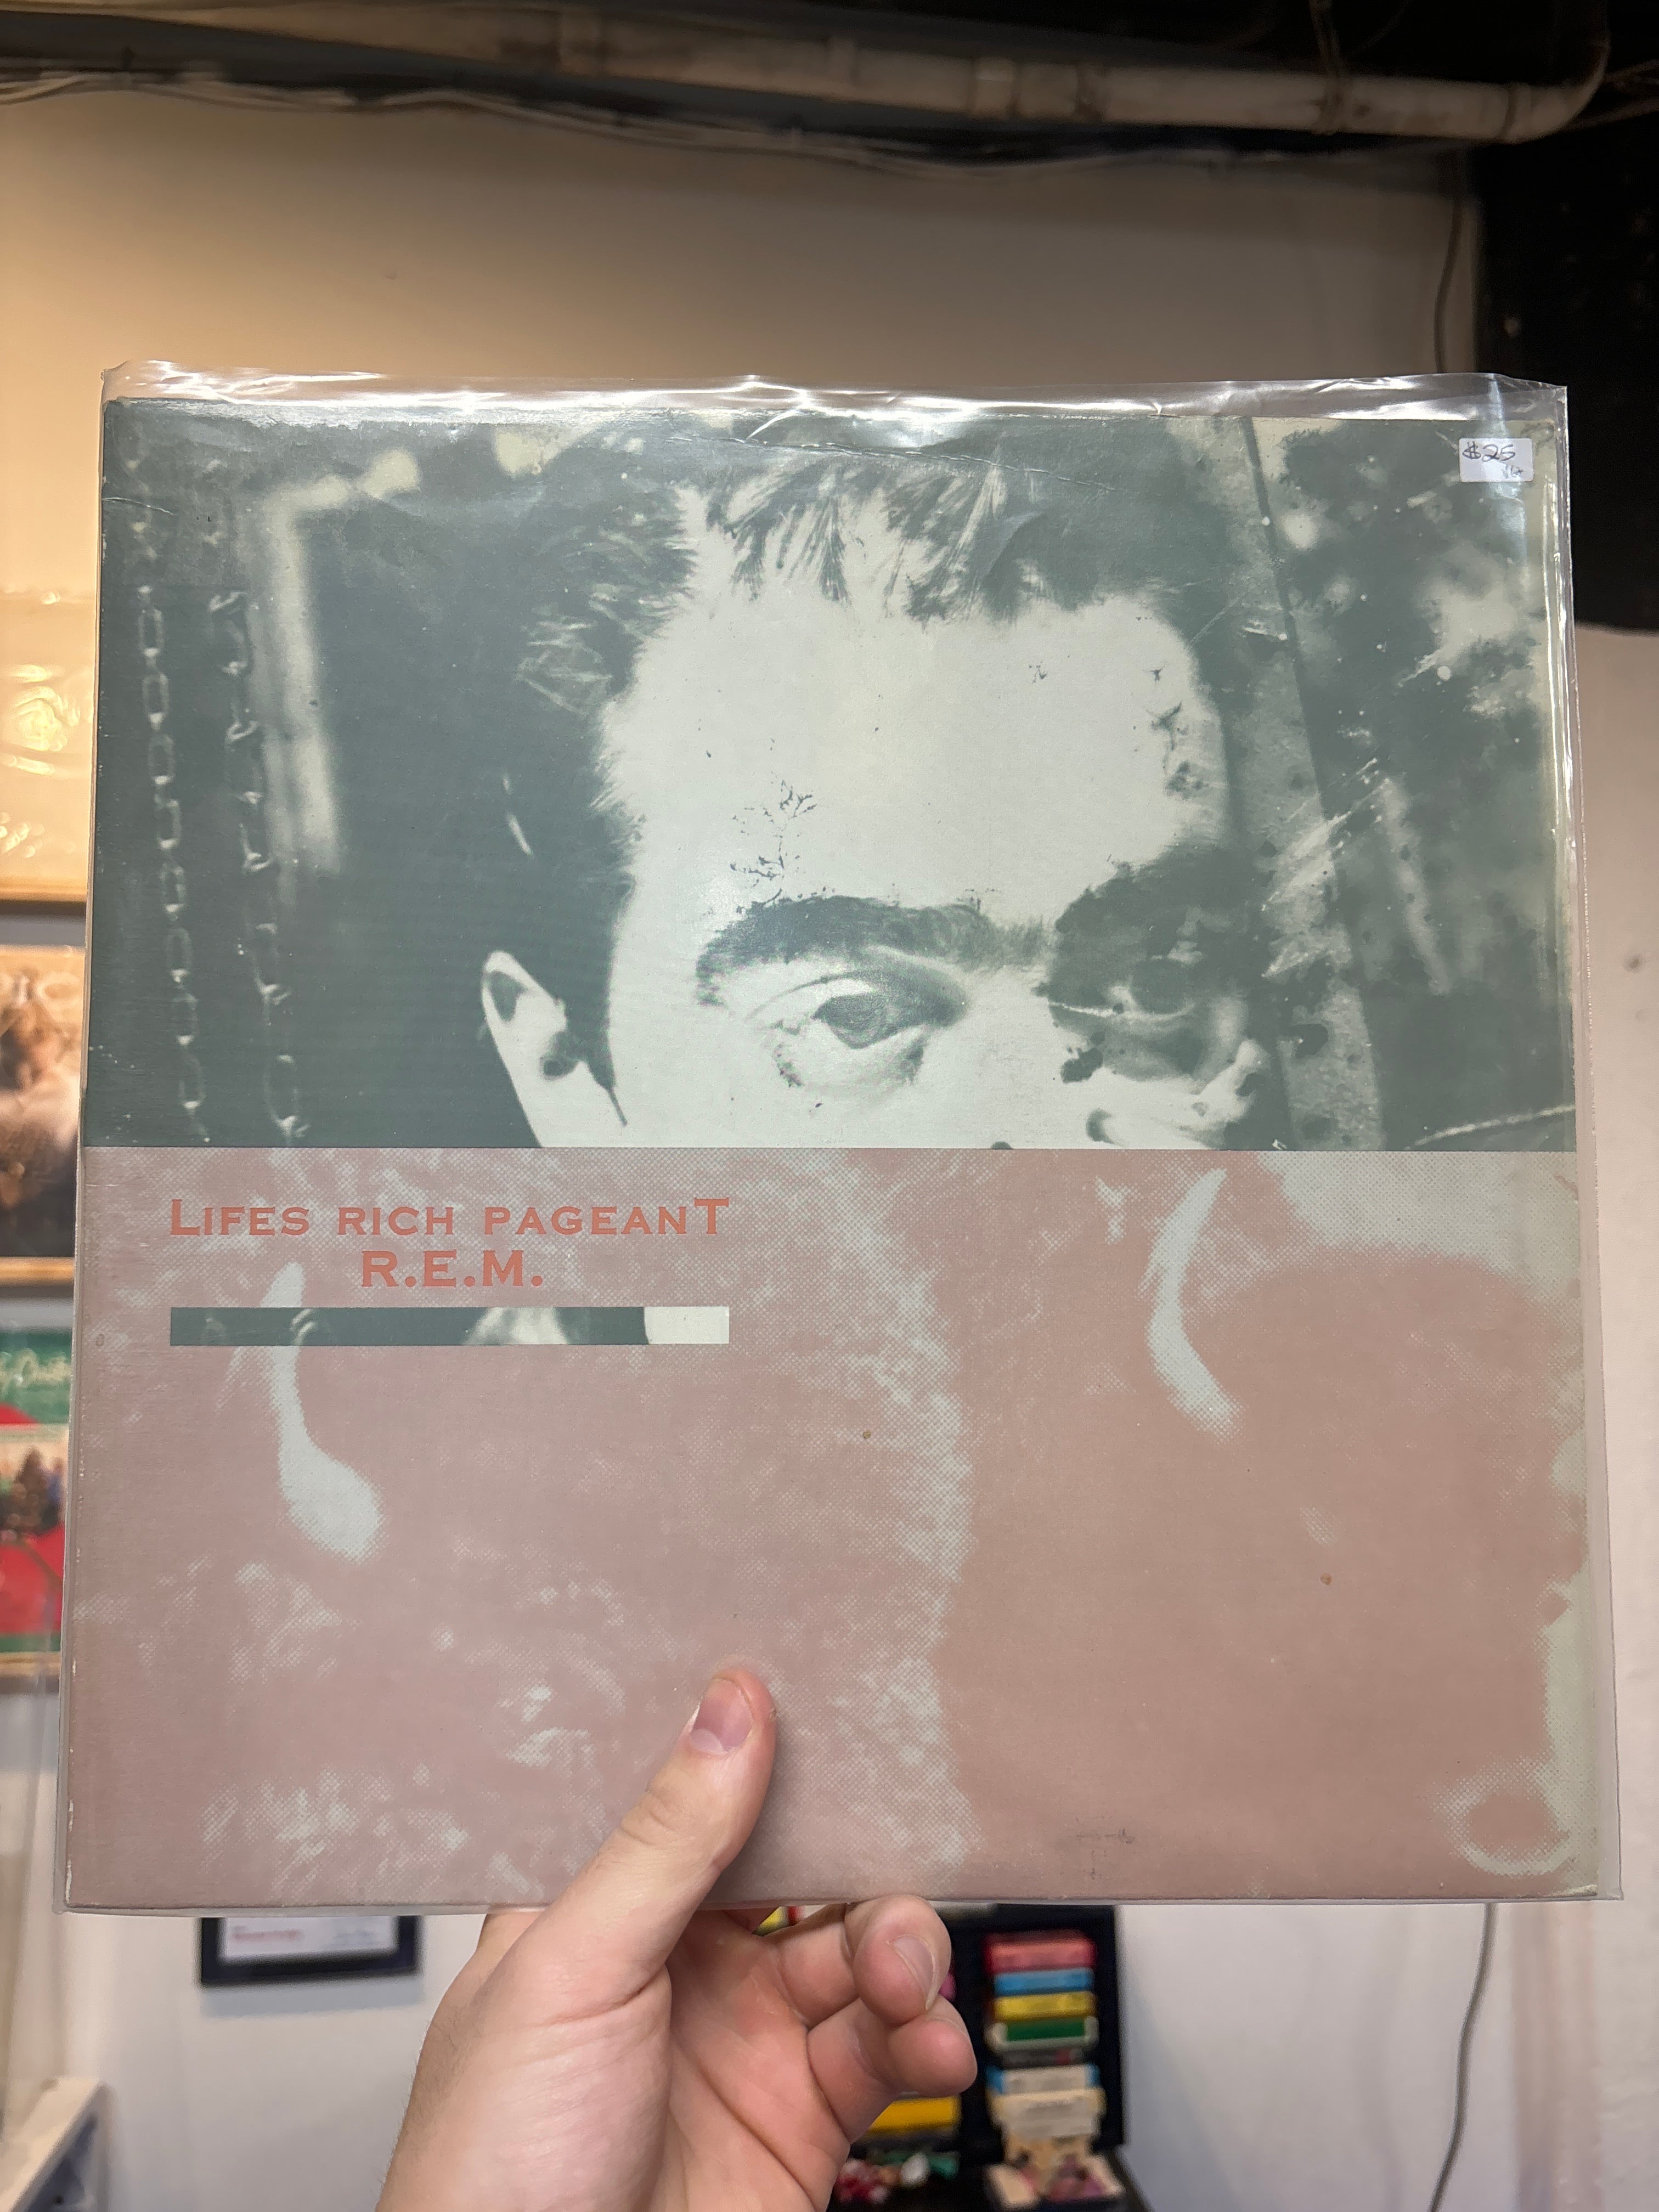 $25
LIFES RICH PAGEANT
R.E.M.